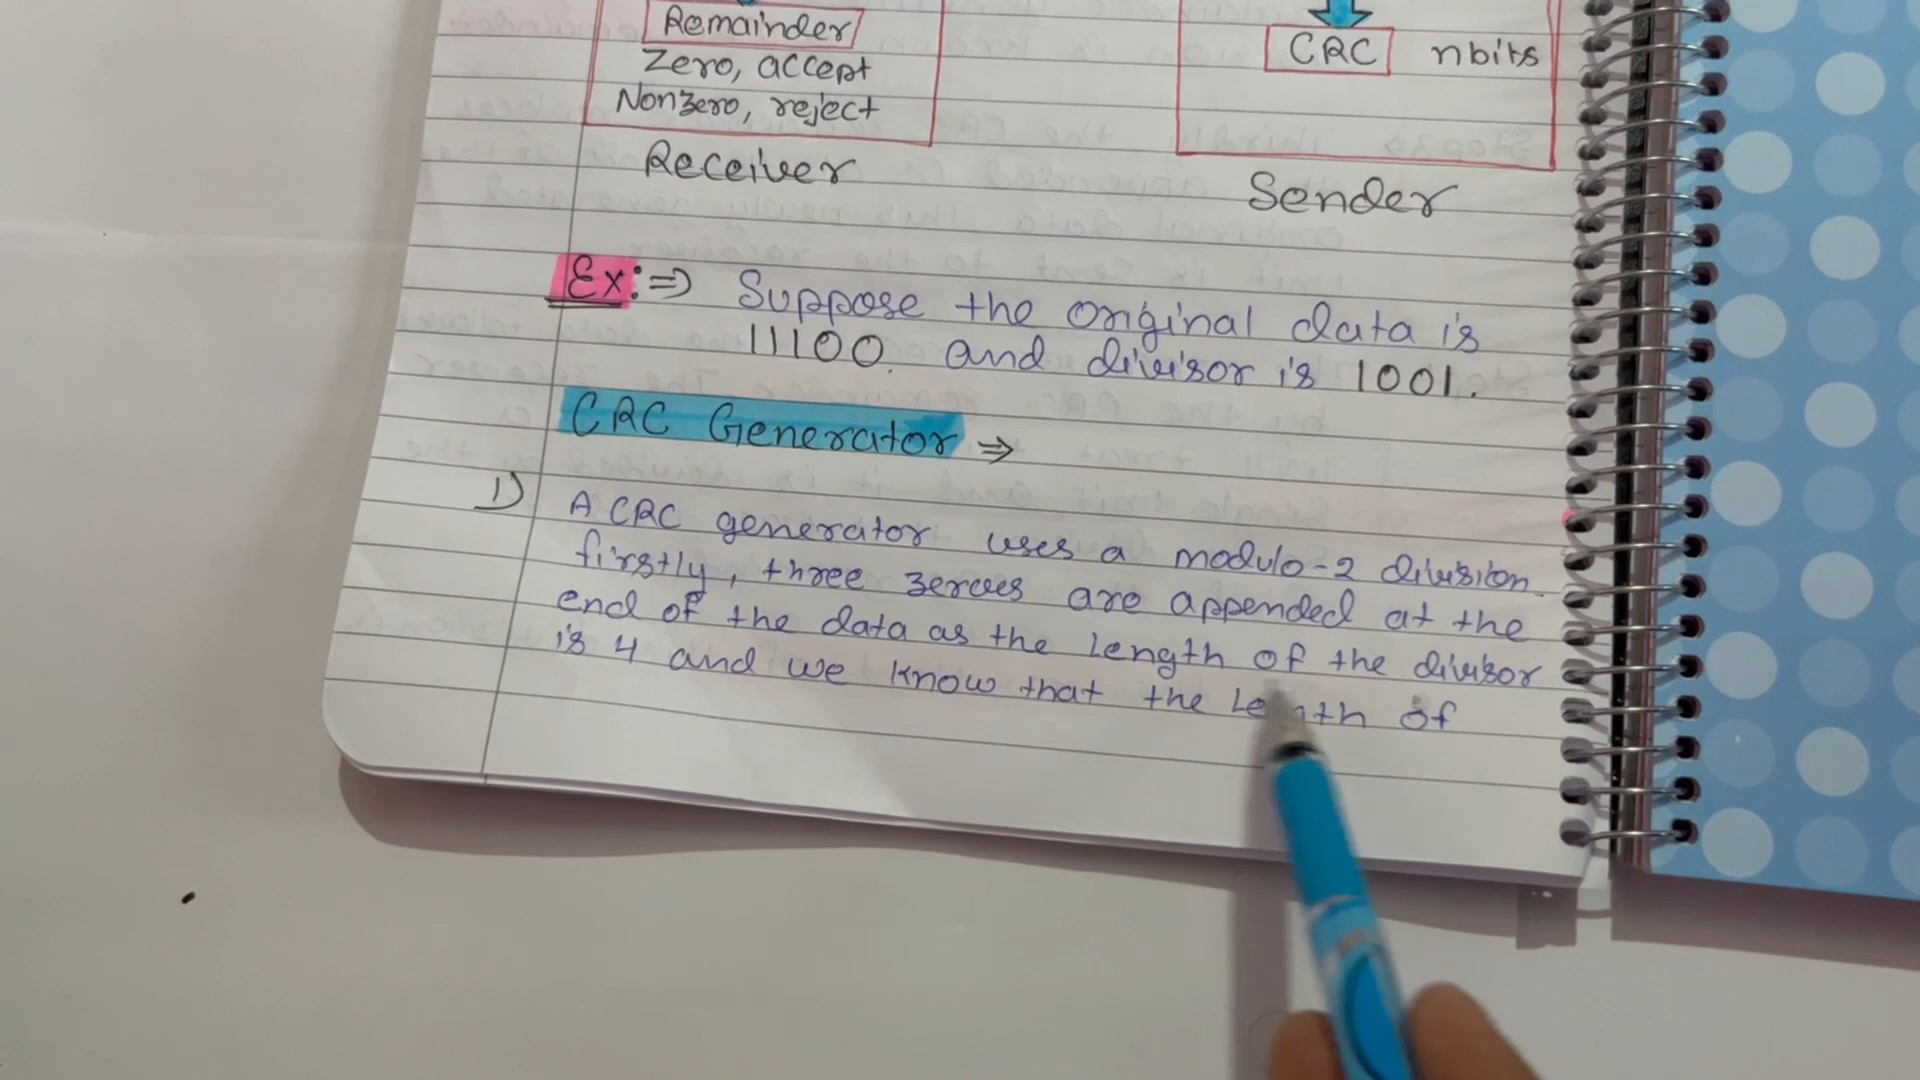 Remainder
Zero, accept
Nonzero, reject
Receiver
CRC nbits
Sender
Ex:⇒ Suppose the original data is
11100. and divisor is 1001.
CRC Generator ⇒
1) A CRC generator uses a modulo-2 division.
firstly, three zeroes are appended at the
end of the data as the length of the divisor
is 4 and we know that the length of